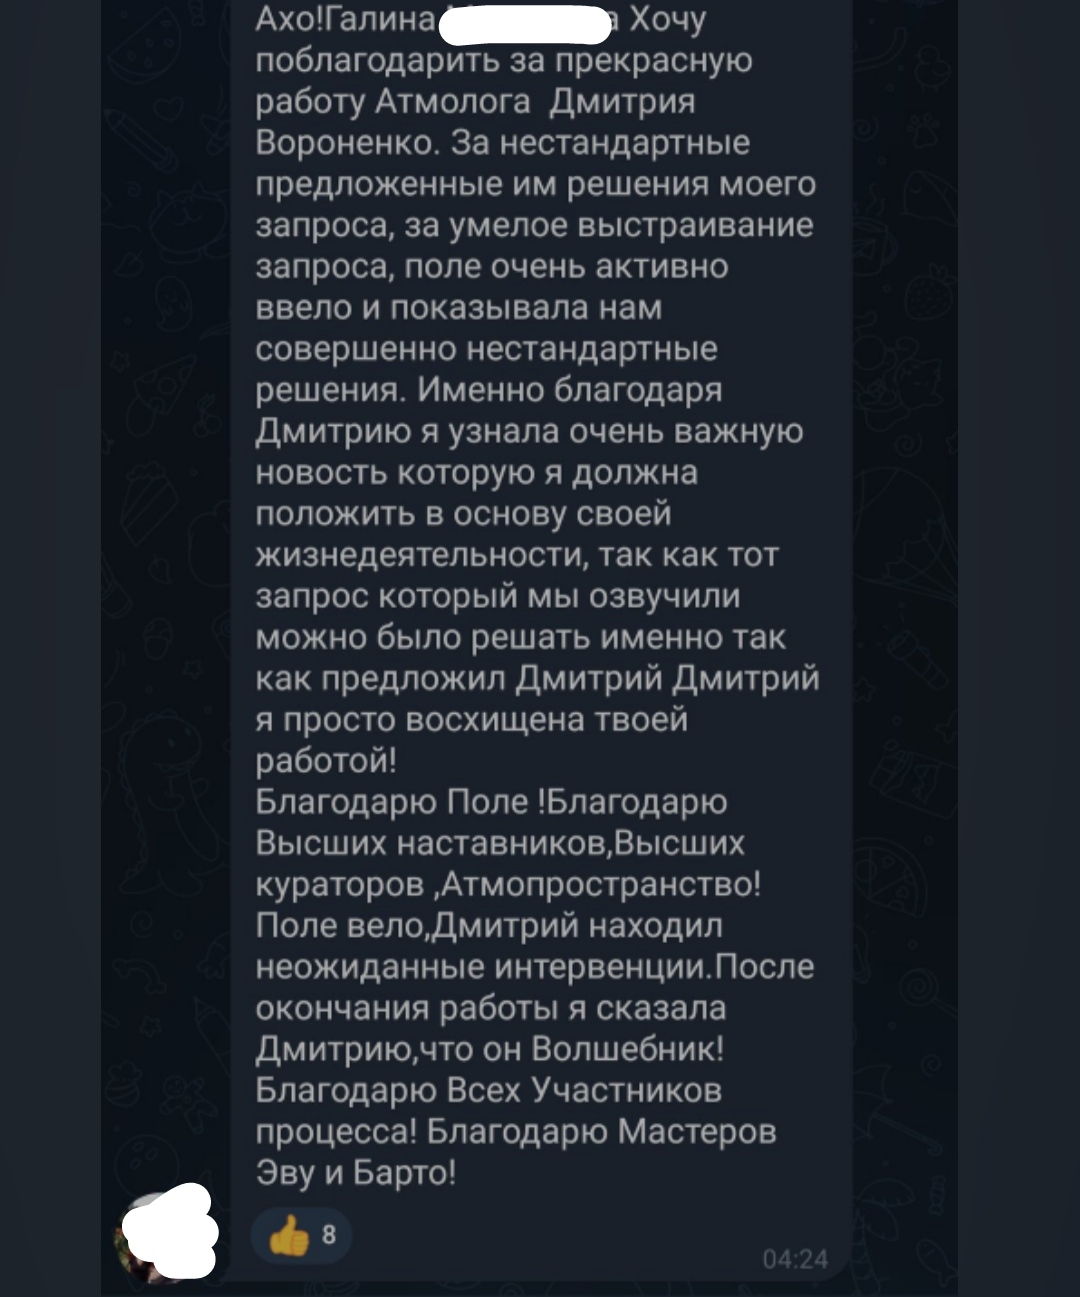 Ахо!Галина а Хочу
поблагодарить за прекрасную
работу Атмолога Дмитрия
Вороненко. За нестандартные
предложенные им решения моего
запроса, за умелое выстраивание
запроса, поле очень активно
ввело и показывала нам
совершенно нестандартные
решения. Именно благодаря
Дмитрию я узнала очень важную
новость которую я должна
положить в основу своей
жизнедеятельности, так как тот
запрос который мы озвучили
можно было решать именно так
как предложил Дмитрий Дмитрий
я просто восхищена твоей
работой!
Благодарю Поле !Благодарю
Высших наставников,Высших
кураторов ,Атмопространство!
Поле вело,Дмитрий находил
неожиданные интервенции.После
окончания работы я сказала
Дмитрию,что он Волшебник!
Благодарю Всех Участников
процесса! Благодарю Мастеров
Эву и Барто!
8
04:24